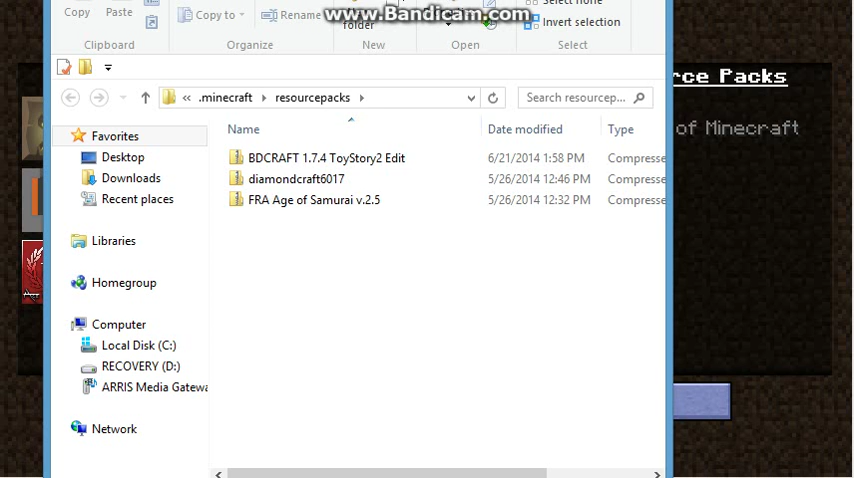 www.Bandicam.com
Select none
Copy Paste Copy to Rename folder Open Invert selection
Clipboard Organize New Open Select
rce Packs
of Minecraft
« .minecraft resourcepacks Search resourcep...
Name Date modified Type
BDCRAFT 1.7.4 ToyStory2 Edit 6/21/2014 1:58 PM Compresse
diamondcraft6017 5/26/2014 12:46 PM Compresse
FRA Age of Samurai v.2.5 5/26/2014 12:32 PM Compresse
Favorites
Desktop
Downloads
Recent places
Libraries
Homegroup
Computer
Local Disk (C:)
RECOVERY (D:)
ARRIS Media Gatewa
Network